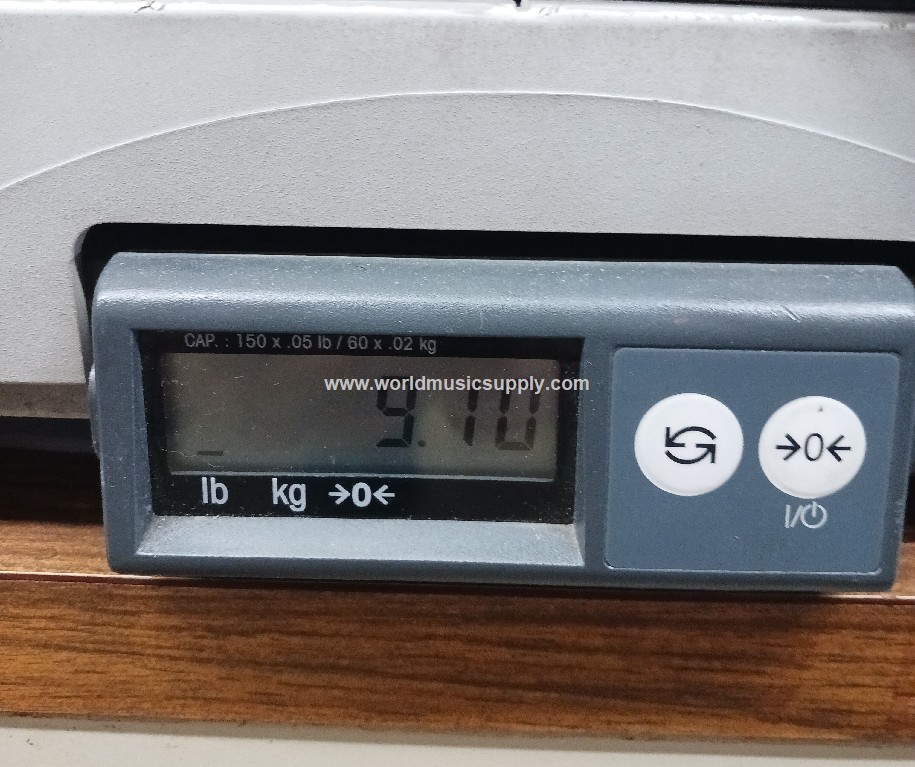 CAP. : 150 x .05 lb / 60 x .02 kg
www.worldmusicsupply.com
9.10
lb kg →0←
→0←
I/⏻